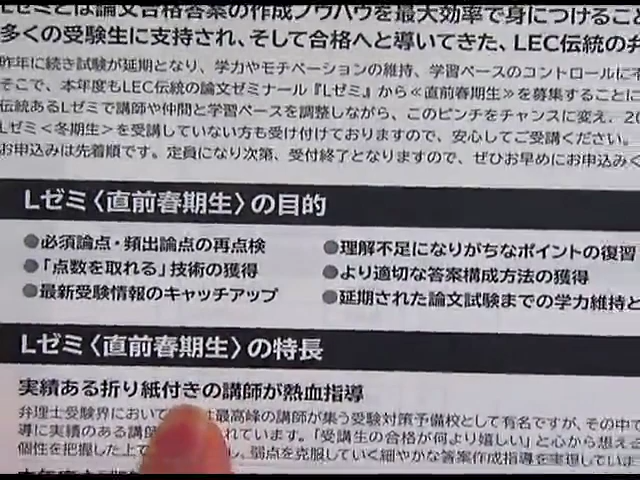 Lゼミとは論文合格答案の作成ノウハウを最大効率で身につけるこ
多くの受験生に支持され、そして合格へと導いてきた、LEC伝統の弁
昨年に続き試験が延期となり、学力やモチベーションの維持、学習ペースのコントロールに不
そこで、本年度もLEC伝統の論文ゼミナール『Lゼミ』から≪直前春期生≫を募集することに
伝統あるLゼミで講師や仲間と学習ペースを調整しながら、このピンチをチャンスに変え、20
Lゼミ<冬期生>を受講していない方も受け付けておりますので、安心してご受講ください。
お申込みは先着順です。定員になり次第、受付終了となりますので、ぜひお早めにお申込みく
Lゼミ〈直前春期生〉の目的
●必須論点・頻出論点の再点検
●「点数を取れる」技術の獲得
●最新受験情報のキャッチアップ
●理解不足になりがちなポイントの復習
●より適切な答案構成方法の獲得
●延期された論文試験までの学力維持と
Lゼミ〈直前春期生〉の特長
実績ある折り紙付きの講師が熱血指導
弁理士受験界において 最高峰の講師が集う受験対策予備校として有名ですが、その中で
導に実績のある講師 れています。「受講生の合格が何より嬉しい」と心から想える
個性を把握した上で し、弱点を克服していく細やかな答案作成指導を実現していま